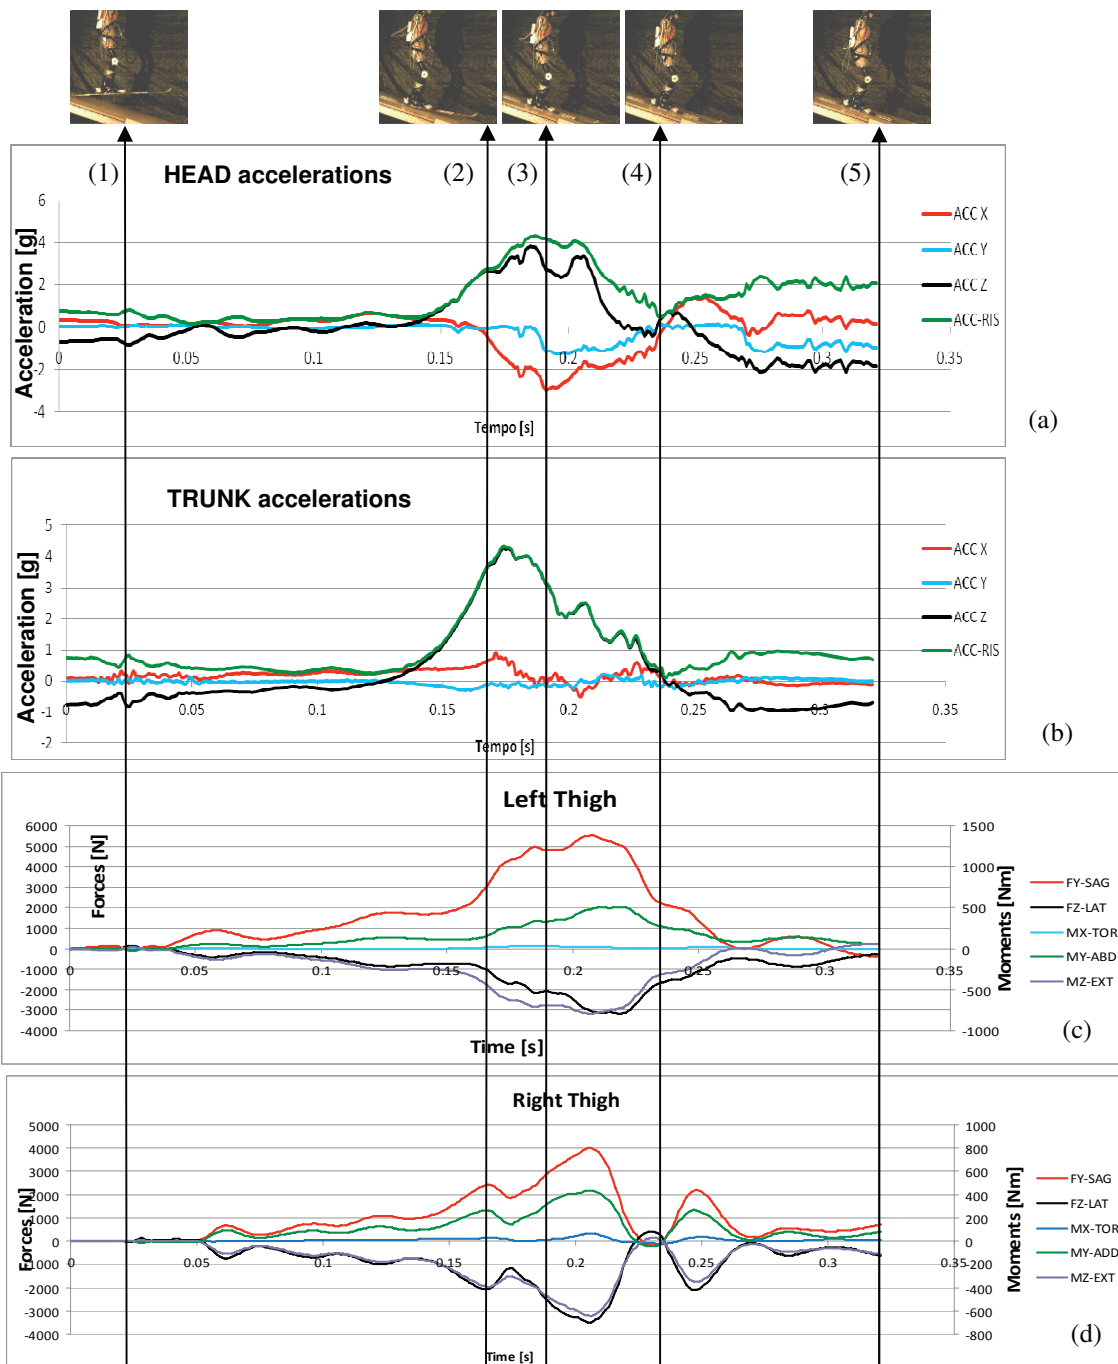 (1) (2) (3) (4) (5)
HEAD accelerations
Acceleration [g]
6
4
2
0
-2
-4
0 0.05 0.1 0.15 0.2 0.25 0.3 0.35
Tempo [s]
ACC X
ACC Y
ACC Z
ACC-RIS
(a)
TRUNK accelerations
Acceleration [g]
5
4
3
2
1
0
-1
-2
0 0.05 0.1 0.15 0.2 0.25 0.3 0.35
Tempo [s]
ACC X
ACC Y
ACC Z
ACC-RIS
(b)
Left Thigh
Forces [N]
6000
5000
4000
3000
2000
1000
0
-1000
-2000
-3000
-4000
0 0.05 0.1 0.15 0.2 0.25 0.3 0.35
Time [s]
1500
1000
500
0
-500
-1000
Moments [Nm]
FY-SAG
FZ-LAT
MX-TOR
MY-ABD
MZ-EXT
(c)
Right Thigh
Forces [N]
5000
4000
3000
2000
1000
0
-1000
-2000
-3000
-4000
0 0.05 0.1 0.15 0.2 0.25 0.3 0.35
Time [s]
1000
800
600
400
200
0
-200
-400
-600
-800
Moments [Nm]
FY-SAG
FZ-LAT
MX-TOR
MY-ADD
MZ-EXT
(d)